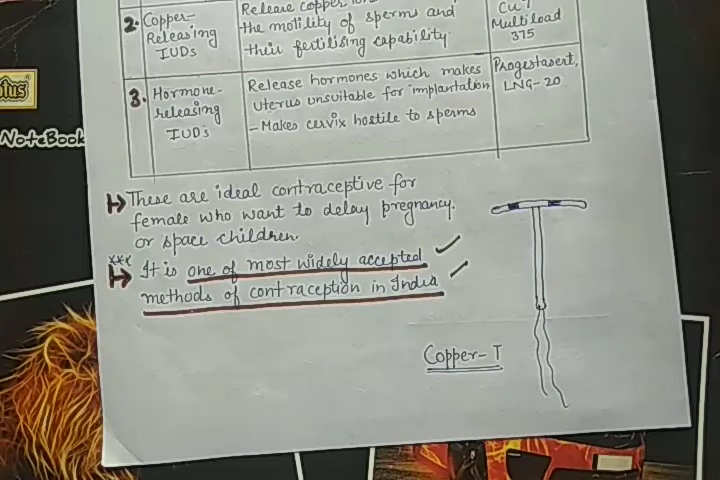 Release copper
2. Copper-
Releasing
IUDs
the motility of sperms and
their fertilising capability
Multiload
375
3. Hormone-
releasing
IUD's
Release hormones which makes
uterus unsuitable for implantation
- Makes cervix hostile to sperms
Progestasert,
LNG-20
NoteBook
These are ideal contraceptive for
female who want to delay pregnancy.
or space children.
*** It is one of most widely accepted
methods of contraception in India
Copper-T